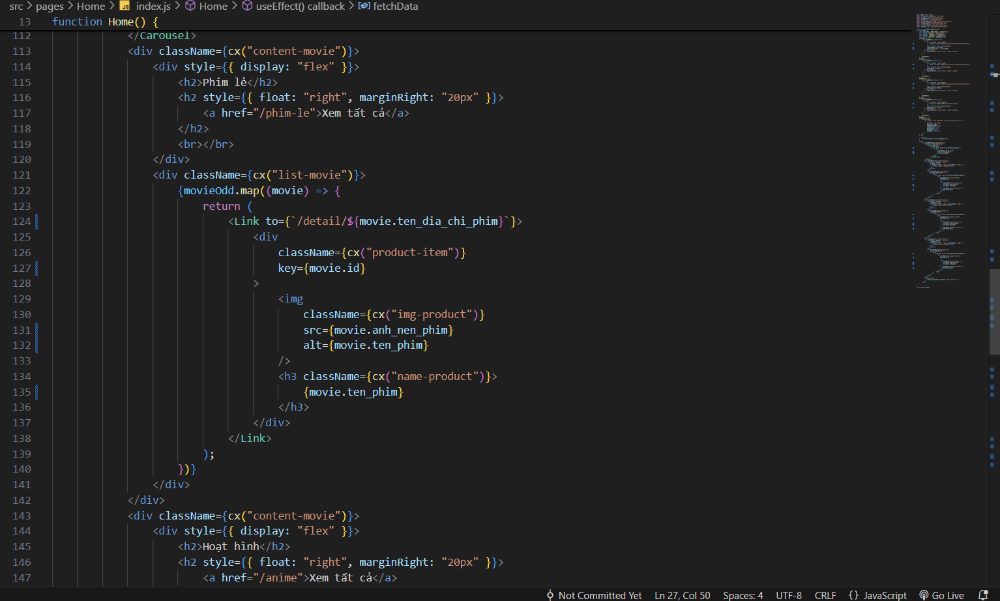 src > pages > Home > JS index.js > Home > useEffect() callback > fetchData
13 function Home() {
112 </Carousel>
113 <div className={cx("content-movie")}>
114 <div style={{ display: "flex" }}>
115 <h2>Phim lẻ</h2>
116 <h2 style={{ float: "right", marginRight: "20px" }}>
117 <a href="/phim-le">Xem tất cả</a>
118 </h2>
119 <br></br>
120 </div>
121 <div className={cx("list-movie")}>
122 {movieOdd.map((movie) => {
123 return (
124 <Link to={`/detail/${movie.ten_dia_chi_phim}`}>
125 <div
126 className={cx("product-item")}
127 key={movie.id}
128 >
129 <img
130 className={cx("img-product")}
131 src={movie.anh_nen_phim}
132 alt={movie.ten_phim}
133 />
134 <h3 className={cx("name-product")}>
135 {movie.ten_phim}
136 </h3>
137 </div>
138 </Link>
139 );
140 })}
141 </div>
142 </div>
143 <div className={cx("content-movie")}>
144 <div style={{ display: "flex" }}>
145 <h2>Hoạt hình</h2>
146 <h2 style={{ float: "right", marginRight: "20px" }}>
147 <a href="/anime">Xem tất cả</a>
Not Committed Yet Ln 27, Col 50 Spaces: 4 UTF-8 CRLF {} JavaScript Go Live